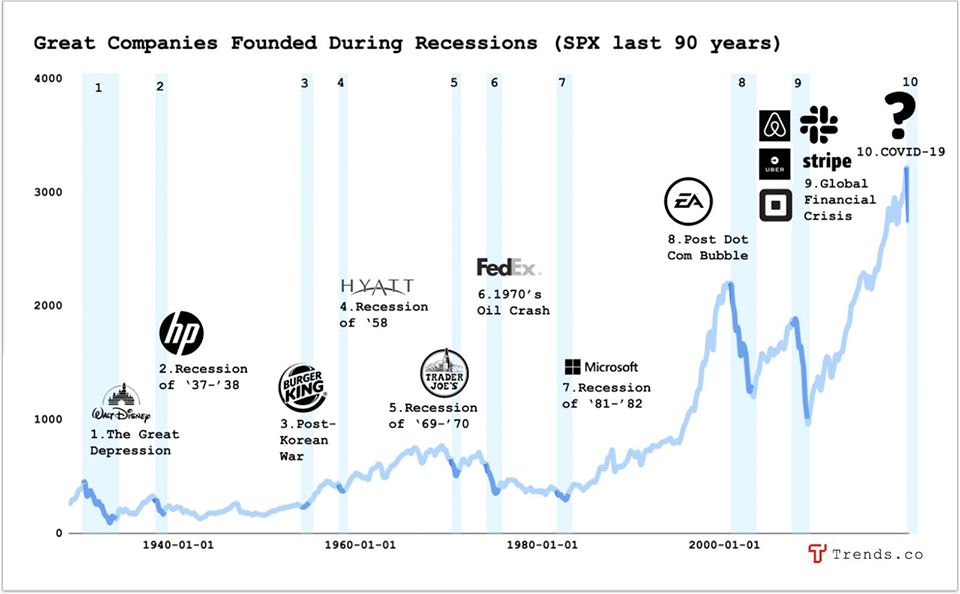 Great Companies Founded During Recessions (SPX last 90 years)
4000
3000
2000
1000
0
1
2
3
4
5
6
7
8
9
10
WALT DISNEY
1.The Great
Depression
hp
2.Recession
of ‘37-’38
BURGER
KING
3.Post-
Korean
War
HYATT
4.Recession
of ‘58
TRADER
JOE'S
5.Recession
of ‘69-’70
FedEx.
6.1970’s
Oil Crash
Microsoft
7.Recession
of ‘81-’82
EA
8.Post Dot
Com Bubble
UBER
stripe
9.Global
Financial
Crisis
?
10.COVID-19
1940-01-01
1960-01-01
1980-01-01
2000-01-01
Trends.co